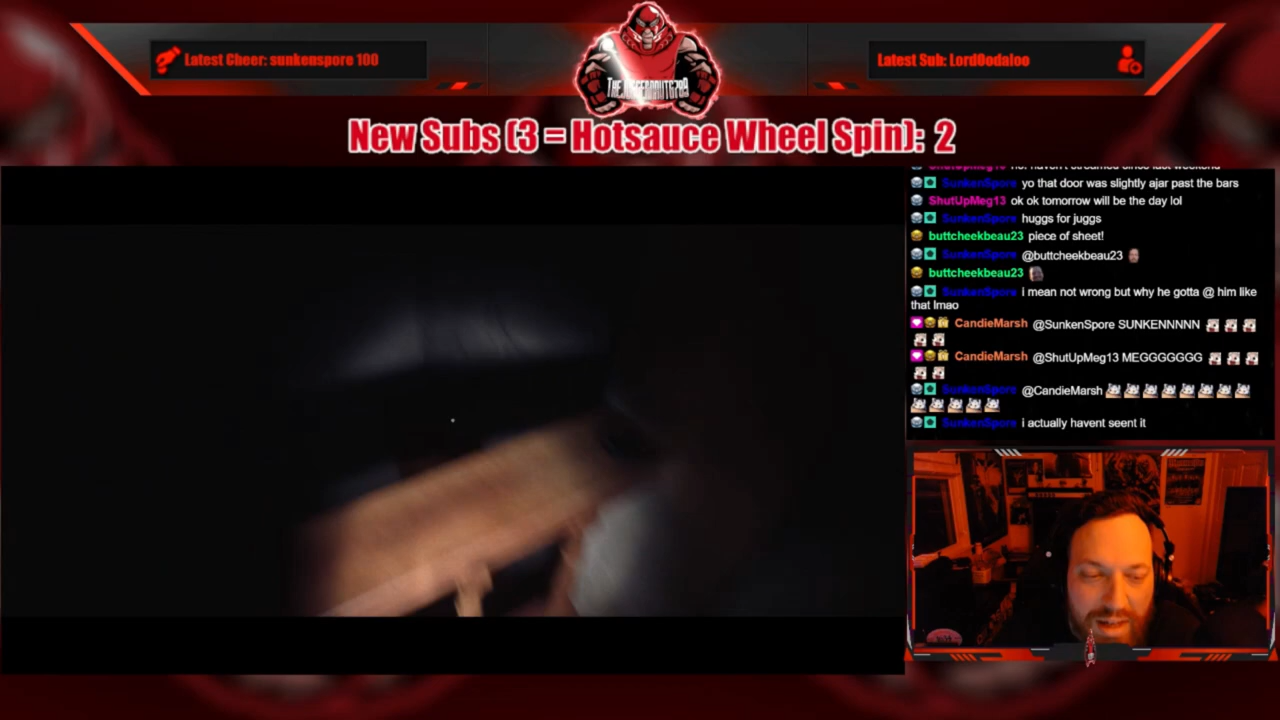 Latest Cheer: sunkenspore 100
Latest Sub: LordOodaloo
New Subs (3 = Hotsauce Wheel Spin): 2
SunkenSpore yo that door was slightly ajar past the bars
ShutUpMeg13 ok ok tomorrow will be the day lol
SunkenSpore huggs for juggs
buttcheekbeau23 piece of sheet!
SunkenSpore @buttcheekbeau23
buttcheekbeau23
SunkenSpore i mean not wrong but why he gotta @ him like
that lmao
CandieMarsh @SunkenSpore SUNKENNNNN
CandieMarsh @ShutUpMeg13 MEGGGGGGG
SunkenSpore @CandieMarsh
SunkenSpore i actually havent seent it